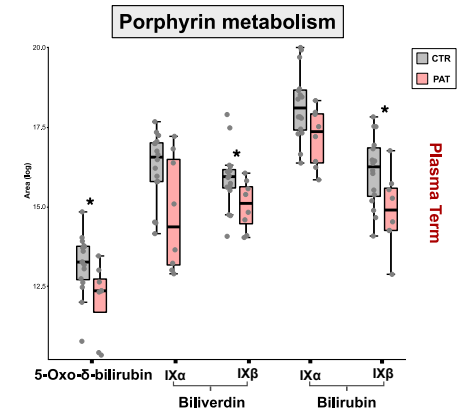 Porphyrin metabolism
CTR
PAT
20.0
17.5
15.0
12.5
Area (log)
*
*
*
Plasma Term
5-Oxo-δ-bilirubin
IXα
IXβ
IXα
IXβ
Biliverdin
Bilirubin